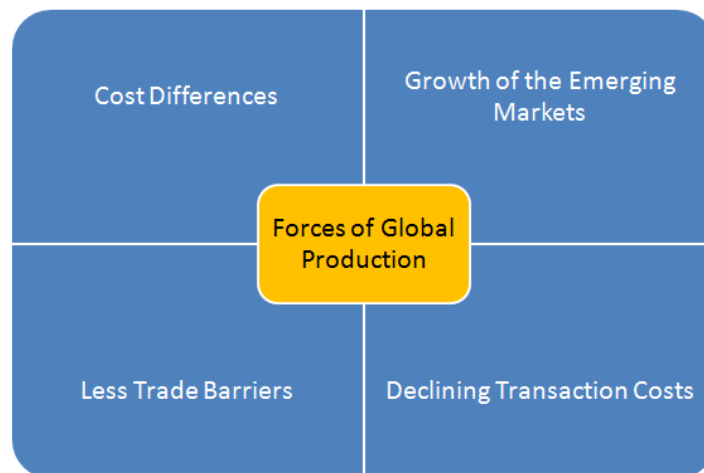 Cost Differences
Growth of the Emerging
Markets
Forces of Global
Production
Less Trade Barriers
Declining Transaction Costs